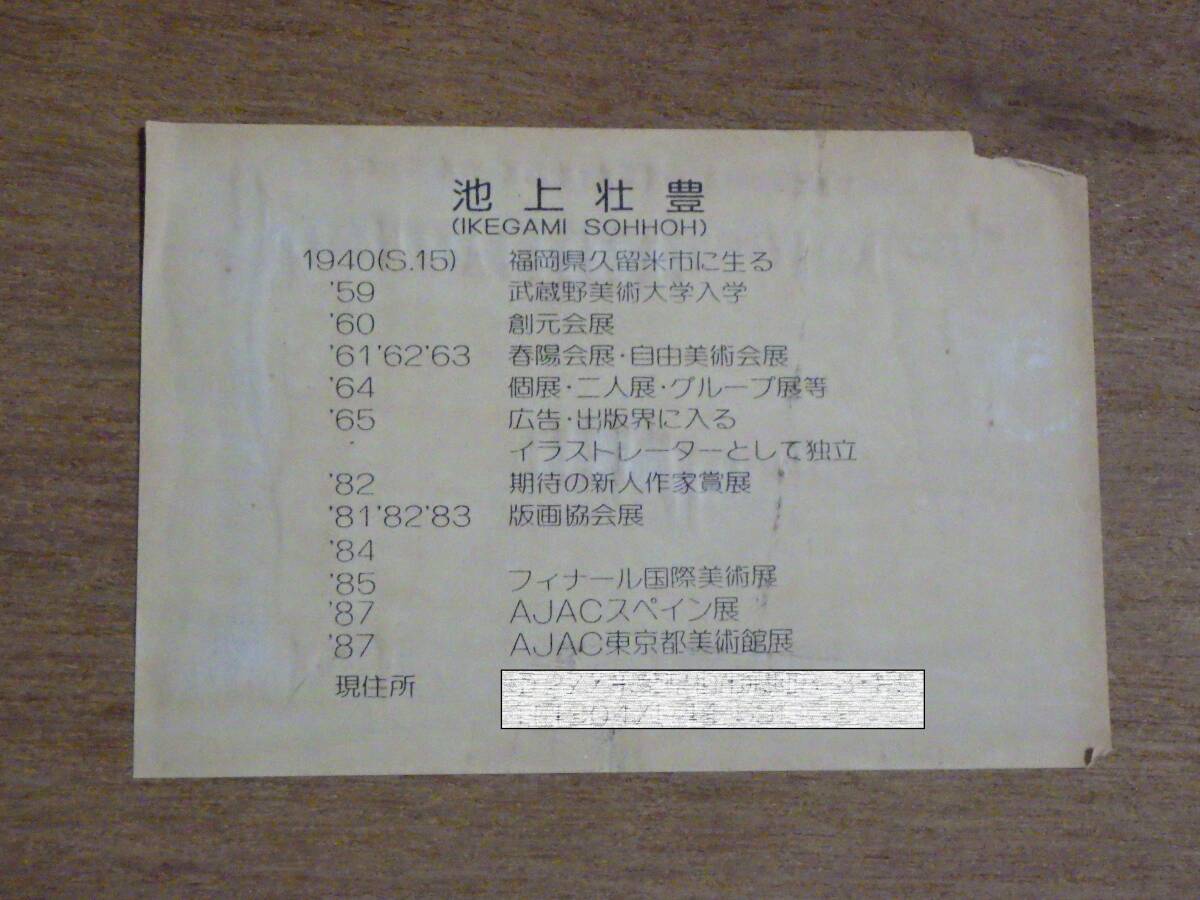 池上壮豊
(IKEGAMI SOHHOH)
1940(S.15) 福岡県久留米市に生る
'59 武蔵野美術大学入学
'60 創元会展
'61'62'63 春陽会展・自由美術会展
'64 個展・二人展・グループ展等
'65 広告・出版界に入る
イラストレーターとして独立
'82 期待の新人作家賞展
'81'82'83 版画協会展
'84
'85 フィナール国際美術展
'87 AJACスペイン展
'87 AJAC東京都美術館展
現住所